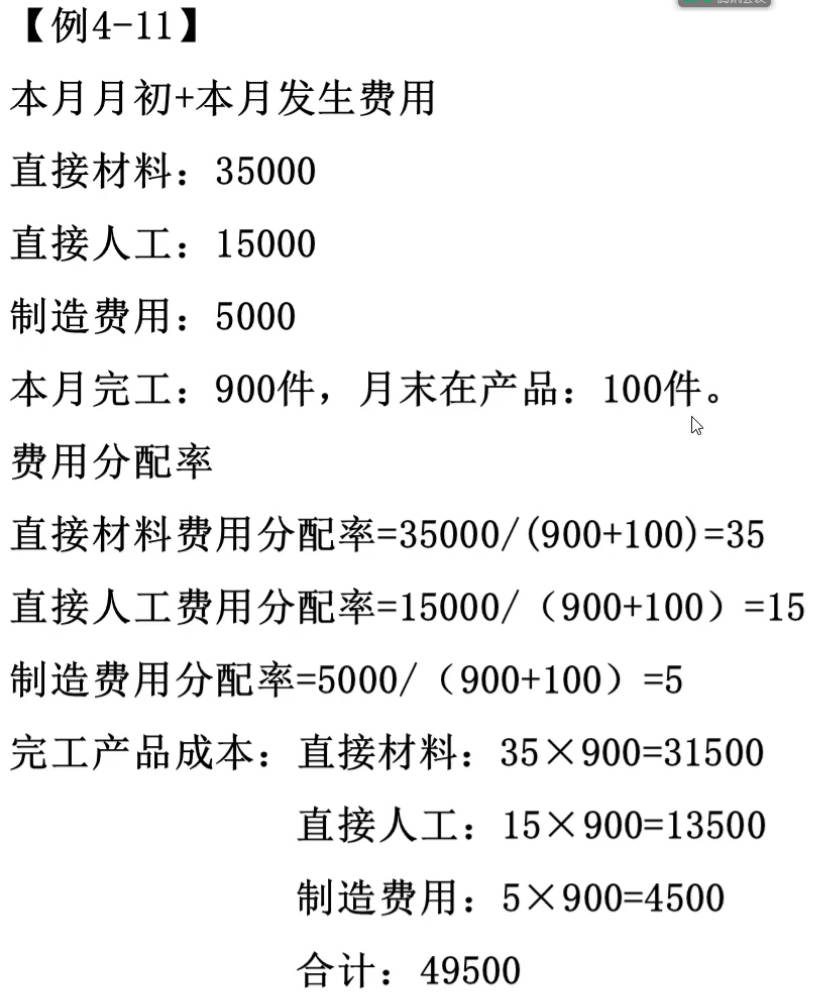 【例4-11】
本月月初+本月发生费用
直接材料：35000
直接人工：15000
制造费用：5000
本月完工：900件，月末在产品：100件。
费用分配率
直接材料费用分配率=35000/(900+100)=35
直接人工费用分配率=15000/（900+100）=15
制造费用分配率=5000/（900+100）=5
完工产品成本：直接材料：35×900=31500
直接人工：15×900=13500
制造费用：5×900=4500
合计：49500